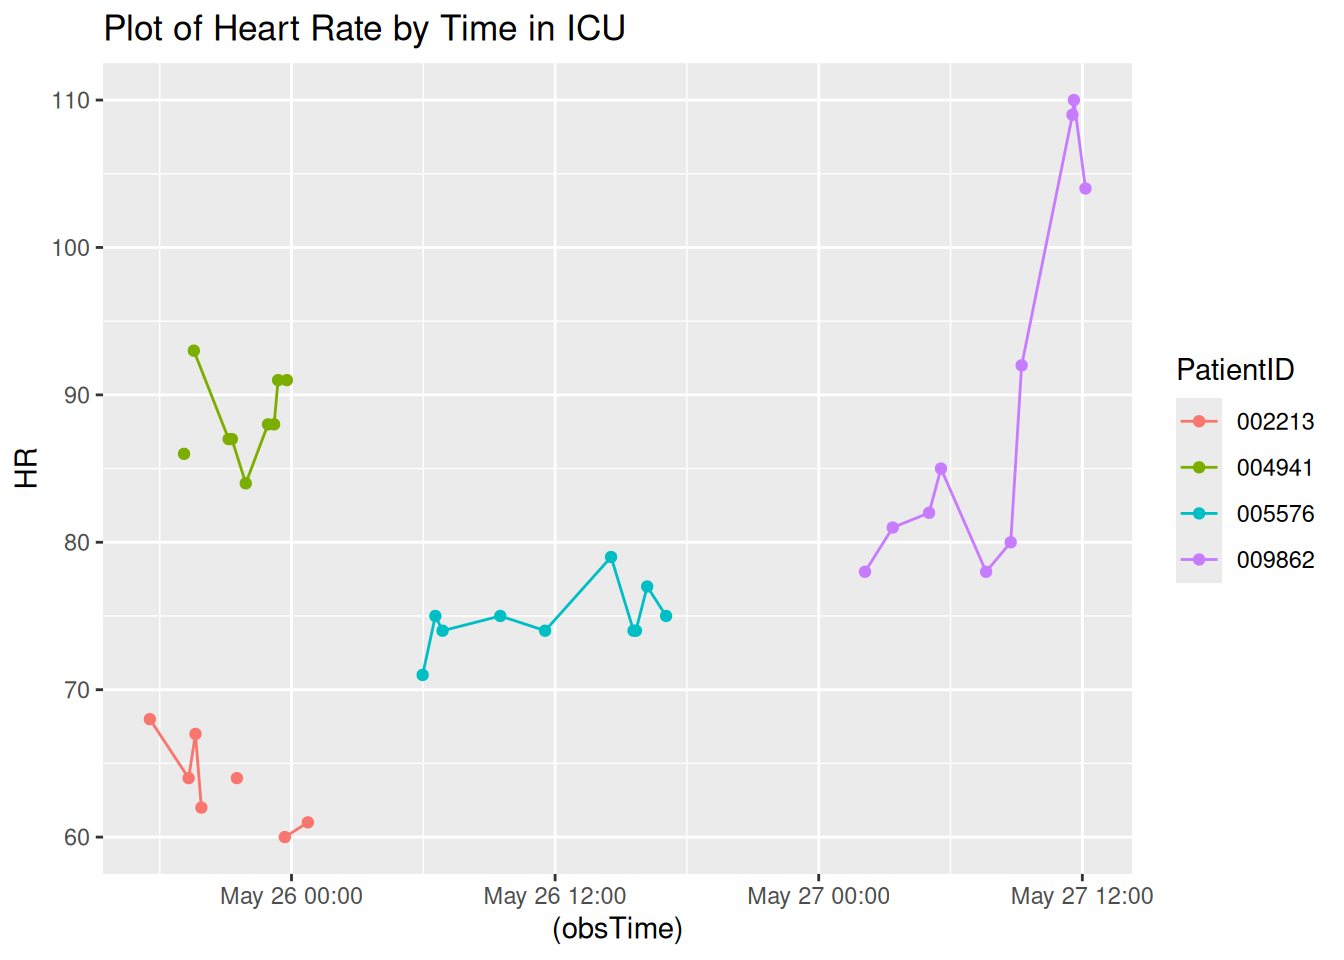 Plot of Heart Rate by Time in ICU
110
100
90
80
70
60
HR
May 26 00:00
May 26 12:00
May 27 00:00
May 27 12:00
(obsTime)
PatientID
002213
004941
005576
009862